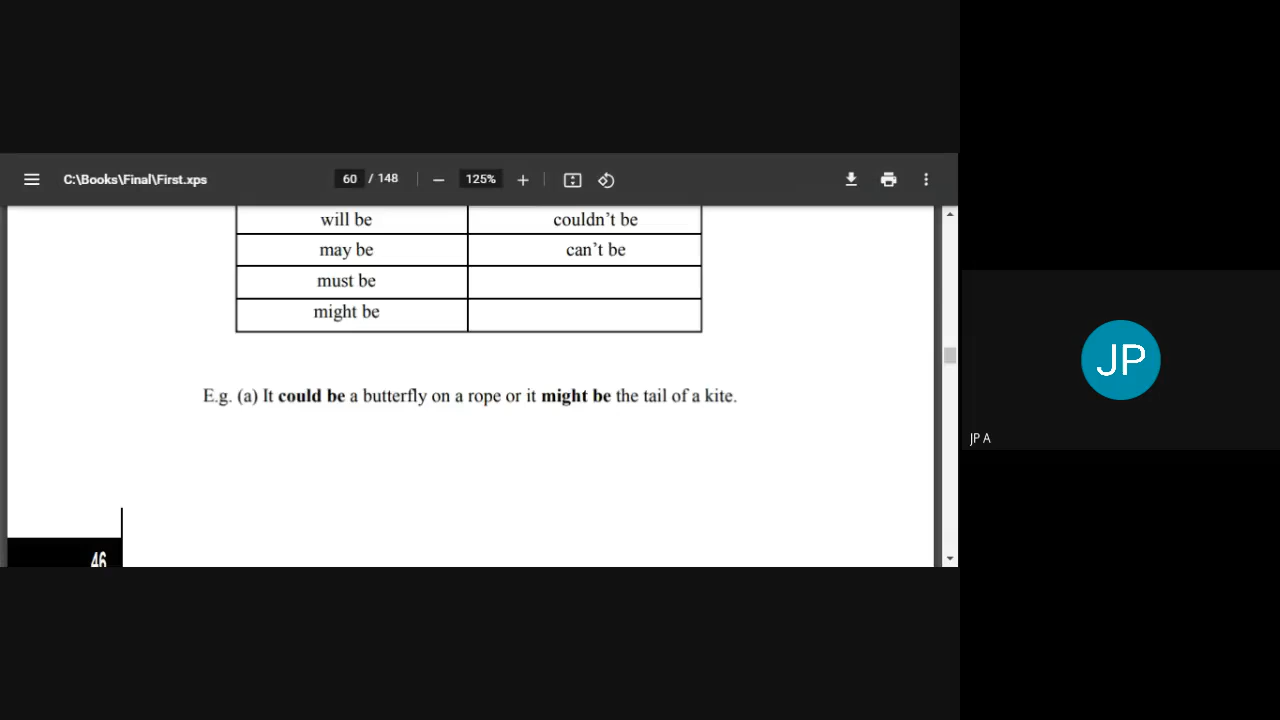 C:\Books\Final\First.xps
60 / 148
125%
will be couldn't be
may be can't be
must be
might be
E.g. (a) It could be a butterfly on a rope or it might be the tail of a kite.
46
JP
JP A